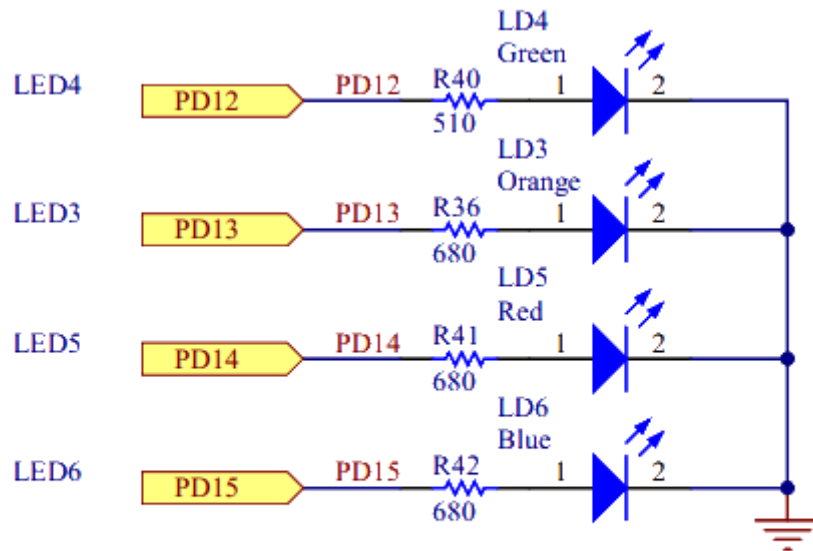 LD4
Green
LED4 PD12 PD12 R40 1 2
510
LD3
Orange
LED3 PD13 PD13 R36 1 2
680
LD5
Red
LED5 PD14 PD14 R41 1 2
680
LD6
Blue
LED6 PD15 PD15 R42 1 2
680